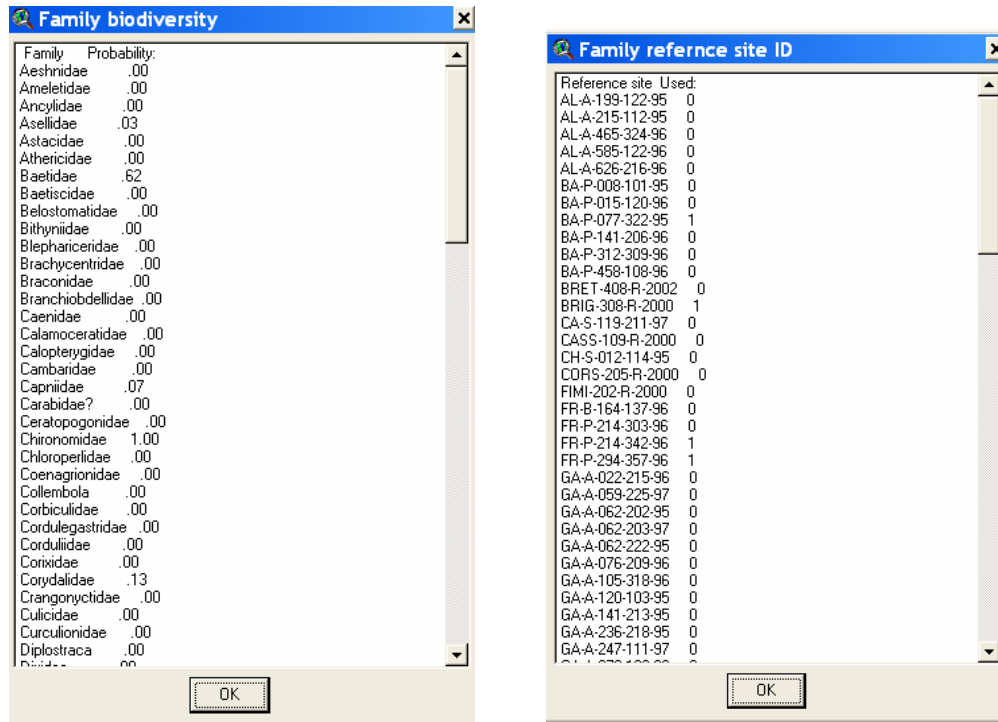 Family biodiversity
Family Probability:
Aeshnidae .00
Ameletidae .00
Ancylidae .00
Asellidae .03
Astacidae .00
Athericidae .00
Baetidae .62
Baetiscidae .00
Belostomatidae .00
Bithyniidae .00
Blephariceridae .00
Brachycentridae .00
Braconidae .00
Branchiobdellidae .00
Caenidae .00
Calamoceratidae .00
Calopterygidae .00
Cambaridae .00
Capniidae .07
Carabidae? .00
Ceratopogonidae .00
Chironomidae 1.00
Chloroperlidae .00
Coenagrionidae .00
Collembola .00
Corbiculidae .00
Cordulegastridae .00
Corduliidae .00
Corixidae .00
Corydalidae .13
Crangonyctidae .00
Culicidae .00
Curculionidae .00
Diplostraca .00
OK
Family refernce site ID
Reference site Used:
AL-A-199-122-95 0
AL-A-215-112-95 0
AL-A-465-324-96 0
AL-A-585-122-96 0
AL-A-626-216-96 0
BA-P-008-101-95 0
BA-P-015-120-96 0
BA-P-077-322-95 1
BA-P-141-206-96 0
BA-P-312-309-96 0
BA-P-458-108-96 0
BRET-408-R-2002 0
BRIG-308-R-2000 1
CA-S-119-211-97 0
CASS-109-R-2000 0
CH-S-012-114-95 0
CORS-205-R-2000 0
FIMI-202-R-2000 0
FR-B-164-137-96 0
FR-P-214-303-96 0
FR-P-214-342-96 1
FR-P-294-357-96 1
GA-A-022-215-96 0
GA-A-059-225-97 0
GA-A-062-202-95 0
GA-A-062-203-97 0
GA-A-062-222-95 0
GA-A-076-209-96 0
GA-A-105-318-96 0
GA-A-120-103-95 0
GA-A-141-213-95 0
GA-A-236-218-95 0
GA-A-247-111-97 0
OK